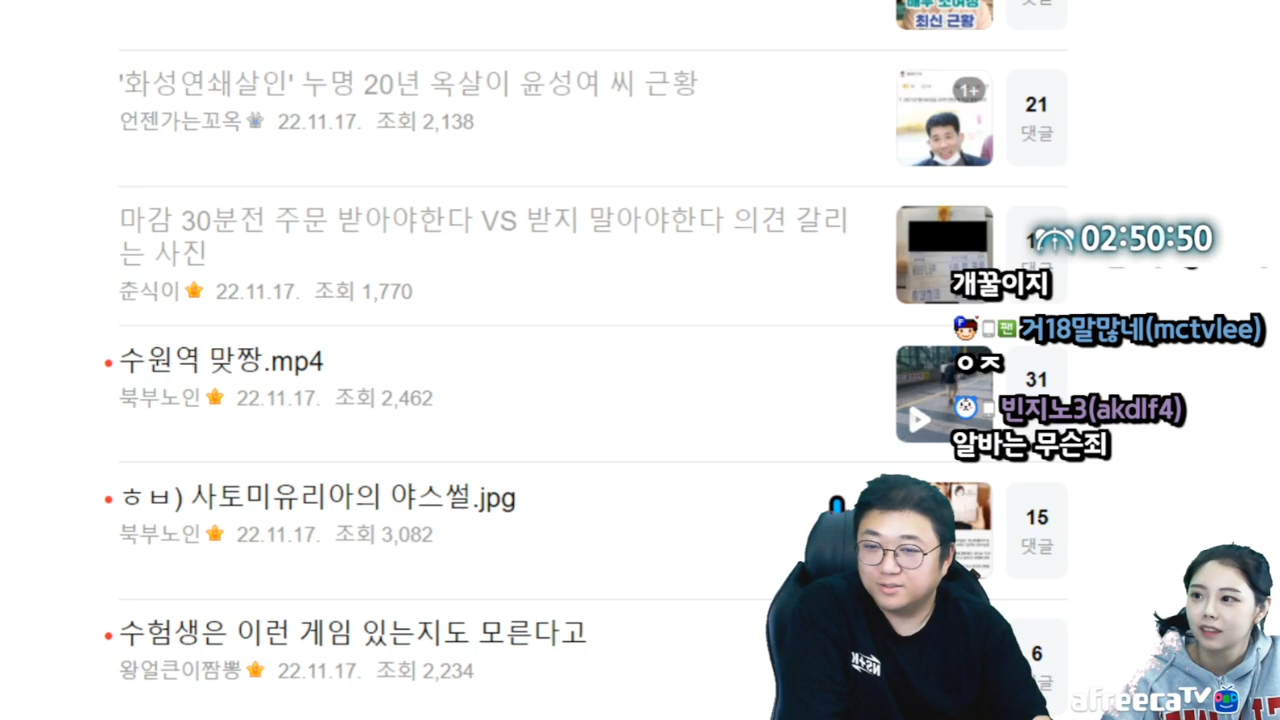 최신 근황
'화성연쇄살인' 누명 20년 옥살이 윤성여 씨 근황
언젠가는꼬옥 22.11.17. 조회 2,138
1+
21
댓글
마감 30분전 주문 받아야한다 VS 받지 말아야한다 의견 갈리
는 사진
춘식이 22.11.17. 조회 1,770
02:50:50
개꿀이지
거18말많네(mctvlee)
ㅇㅈ
수원역 맞짱.mp4
북부노인 22.11.17. 조회 2,462
31
빈지노3(akdlf4)
알바는 무슨죄
ㅎㅂ) 사토미유리아의 야스썰.jpg
북부노인 22.11.17. 조회 3,082
15
댓글
수험생은 이런 게임 있는지도 모른다고
왕얼큰이짬뽕 22.11.17. 조회 2,234
6
afreecaTV